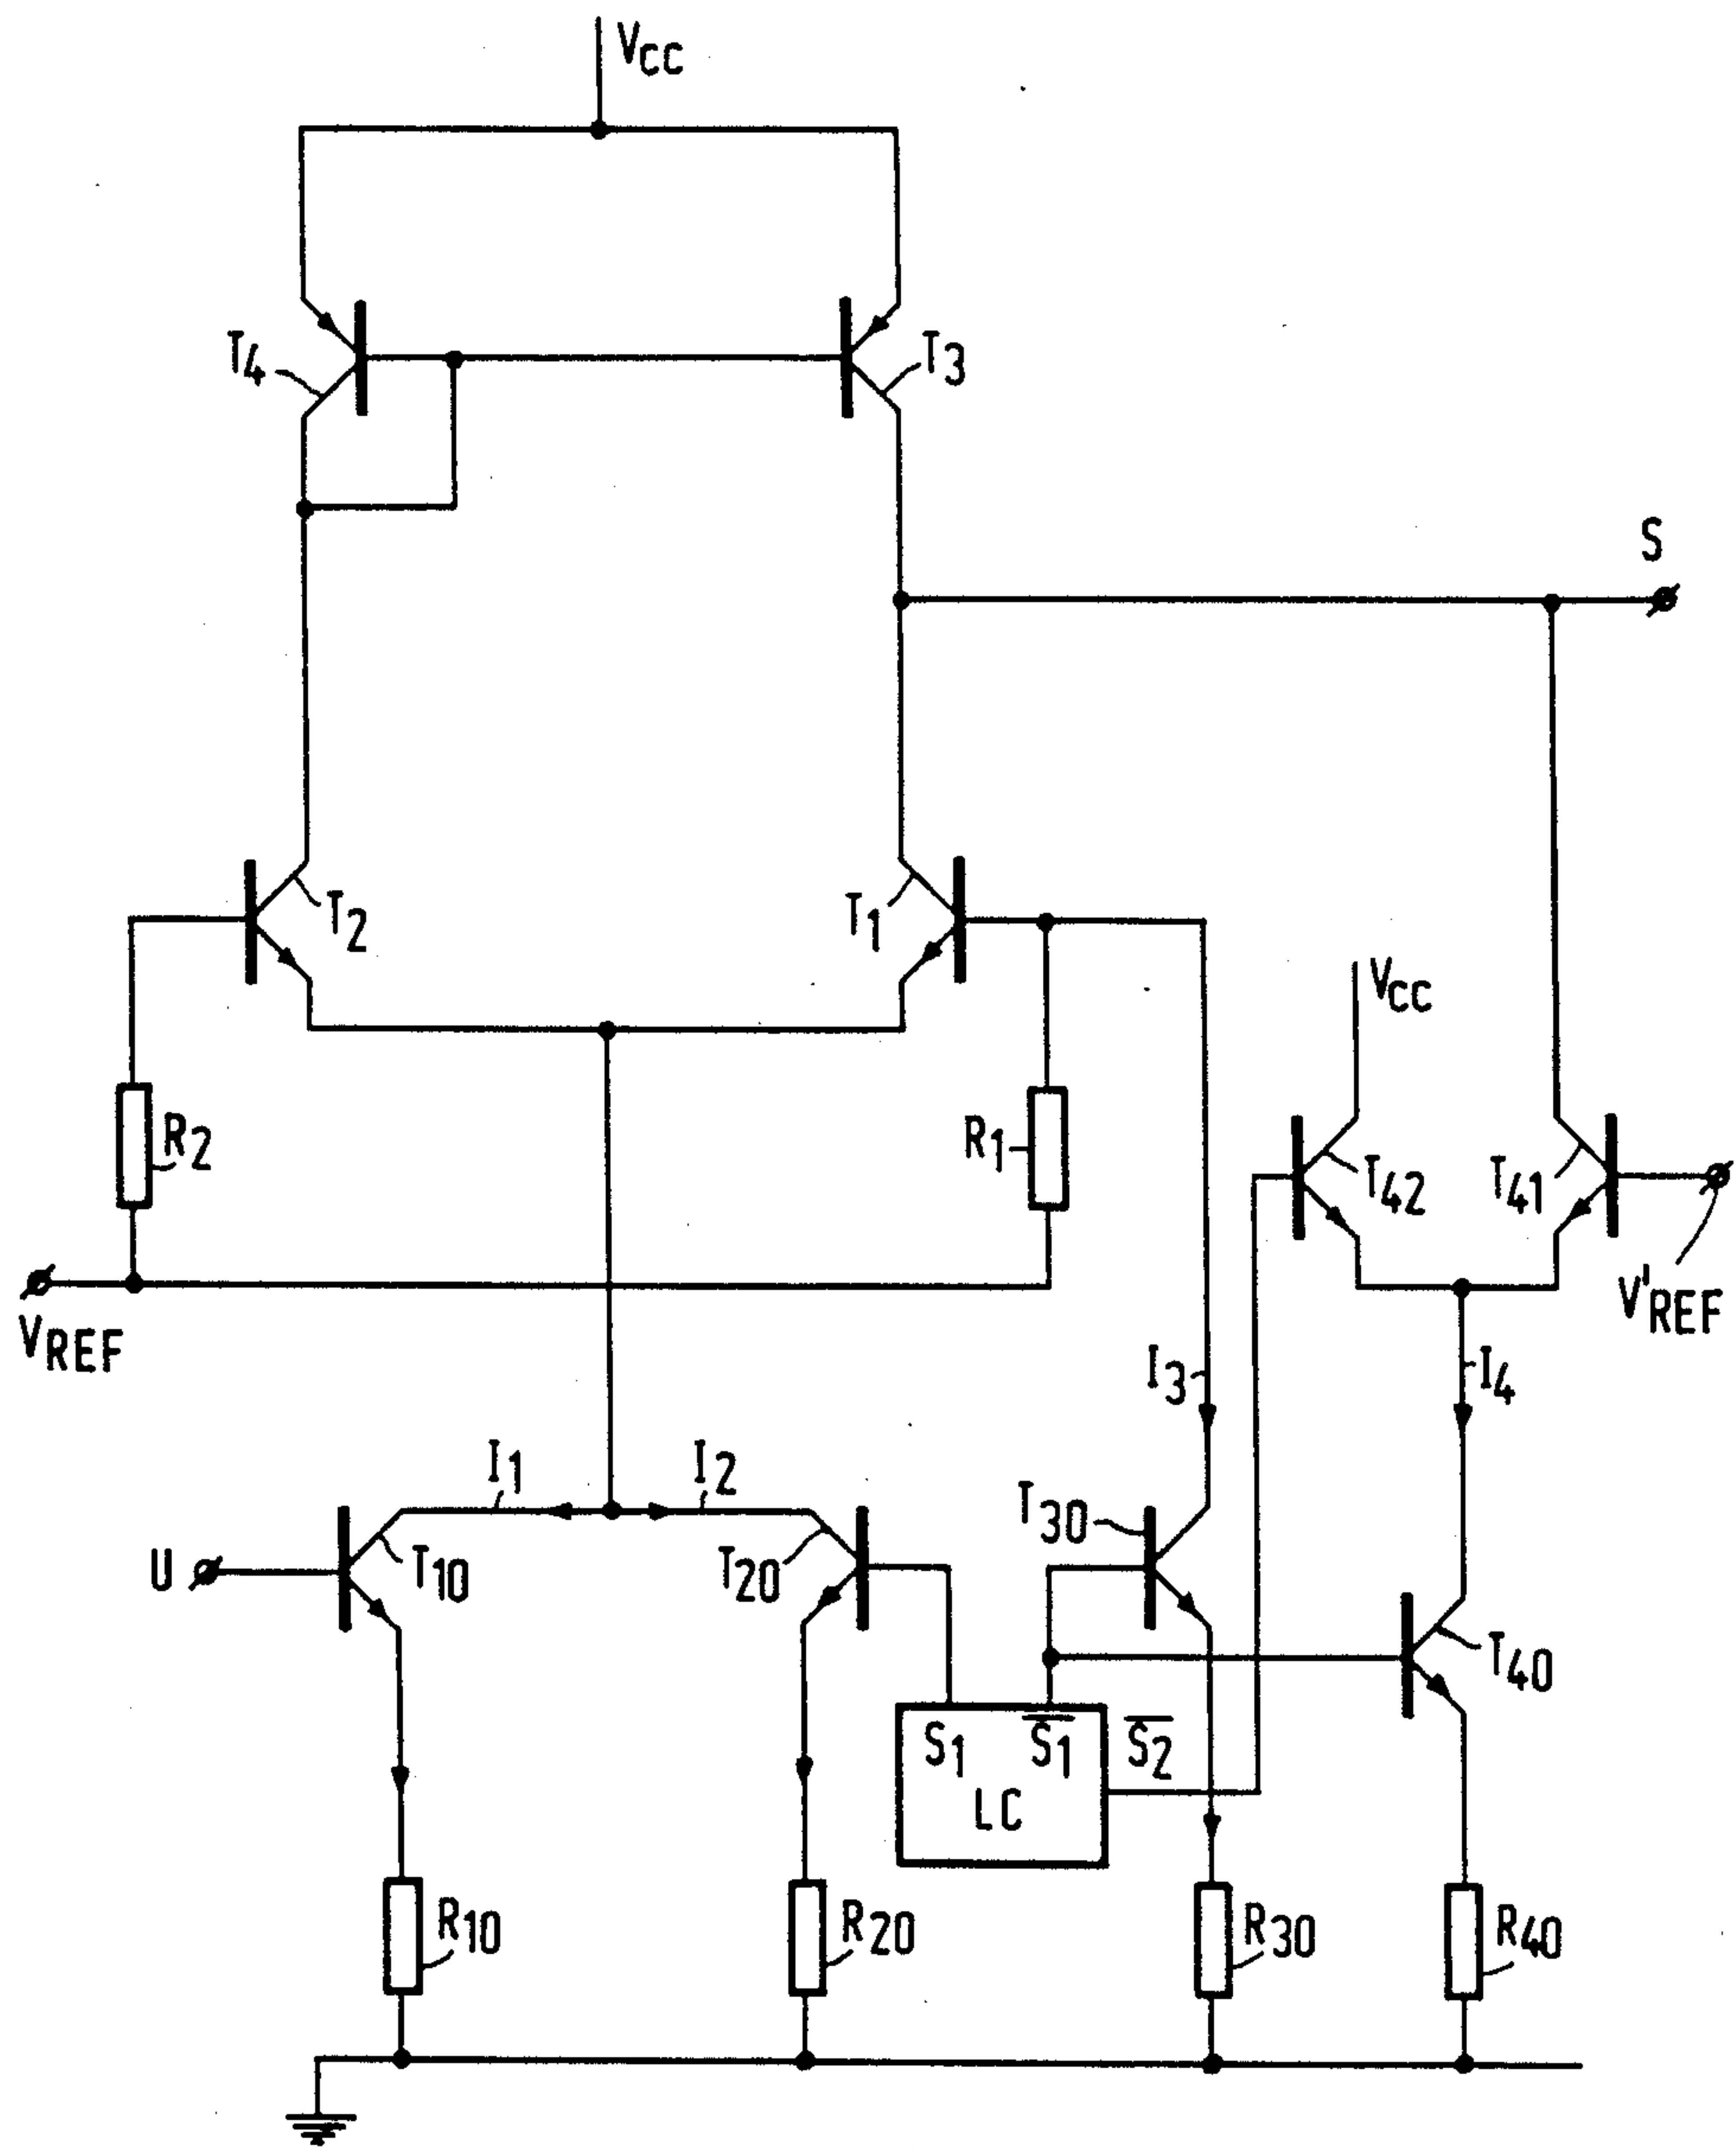 VCC
T4
T3
S
T2
T1
VCC
R2
R1
T42
T41
VREF
V'REF
I3
I4
I1
I2
T30
U
T10
T20
T40
S1
S̅1
S̅2
LC
R10
R20
R30
R40